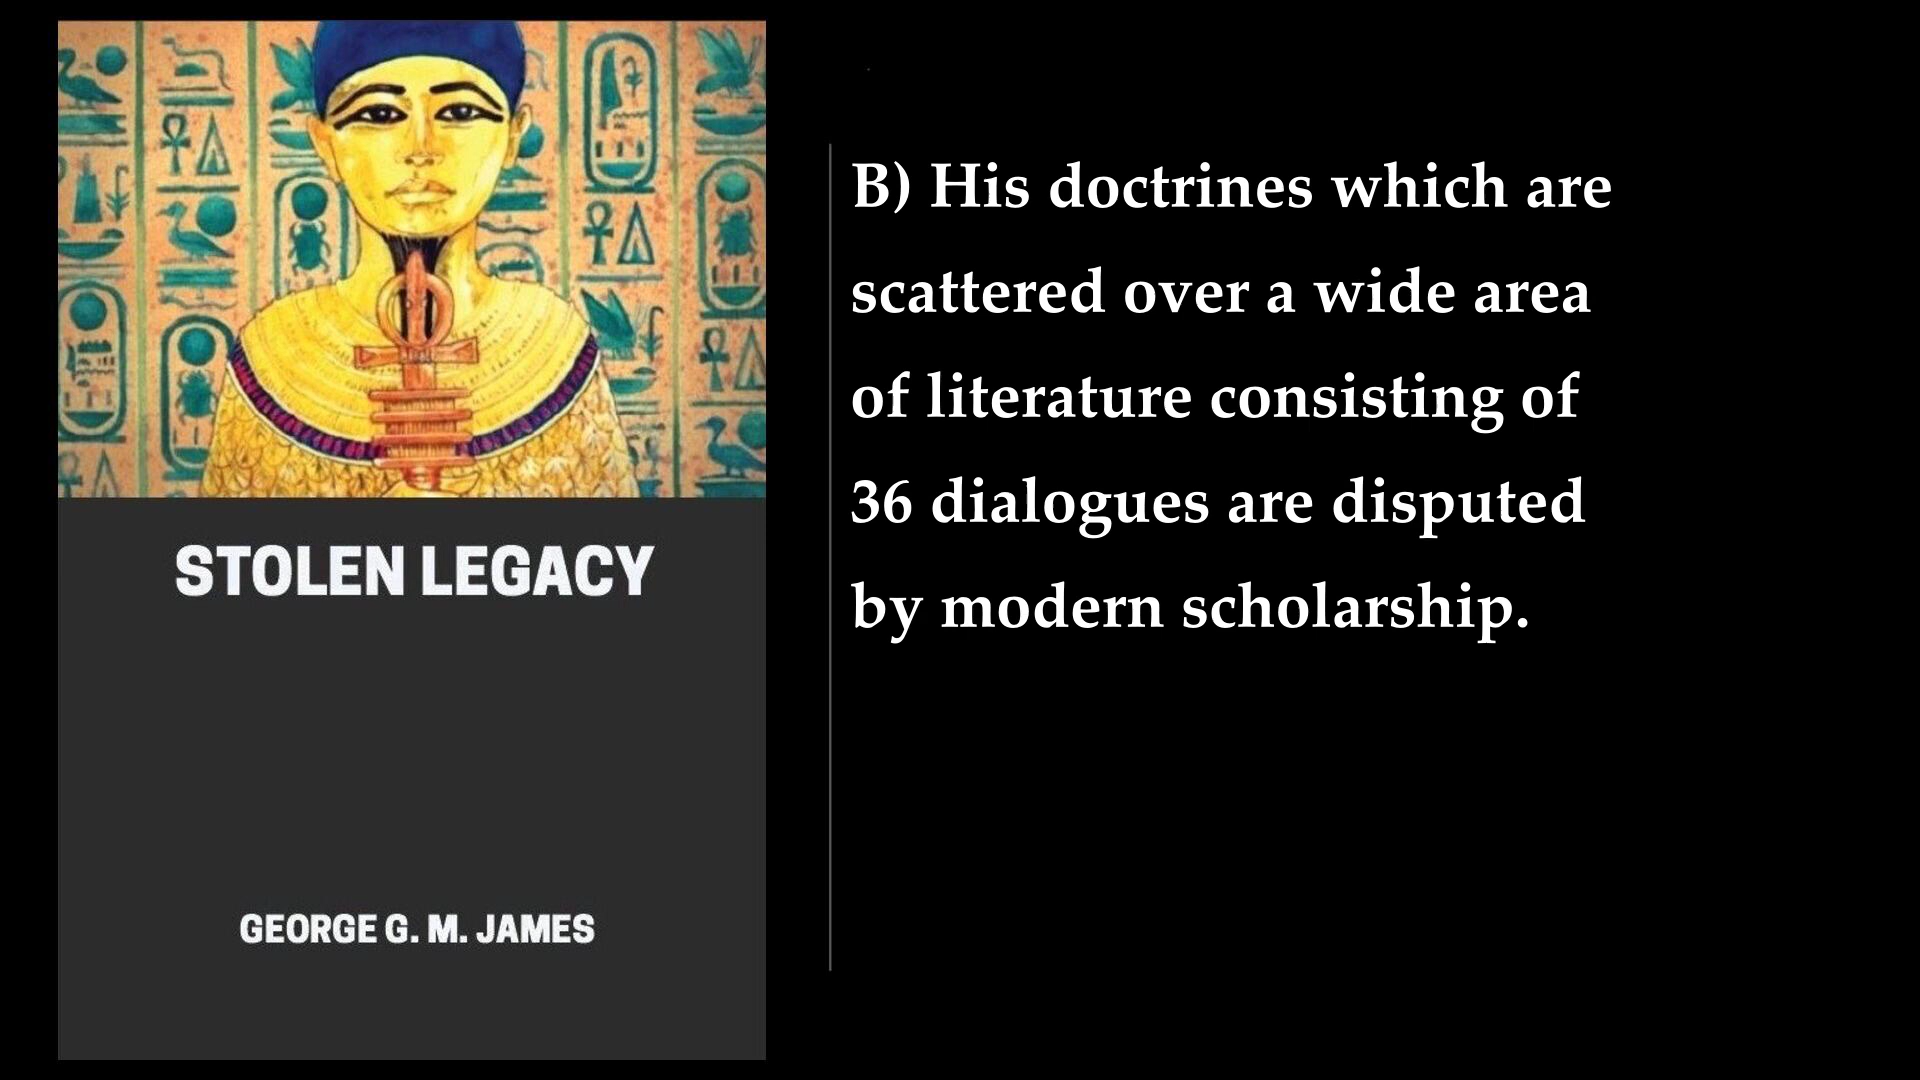 STOLEN LEGACY
GEORGE G. M. JAMES
B) His doctrines which are
scattered over a wide area
of literature consisting of
36 dialogues are disputed
by modern scholarship.